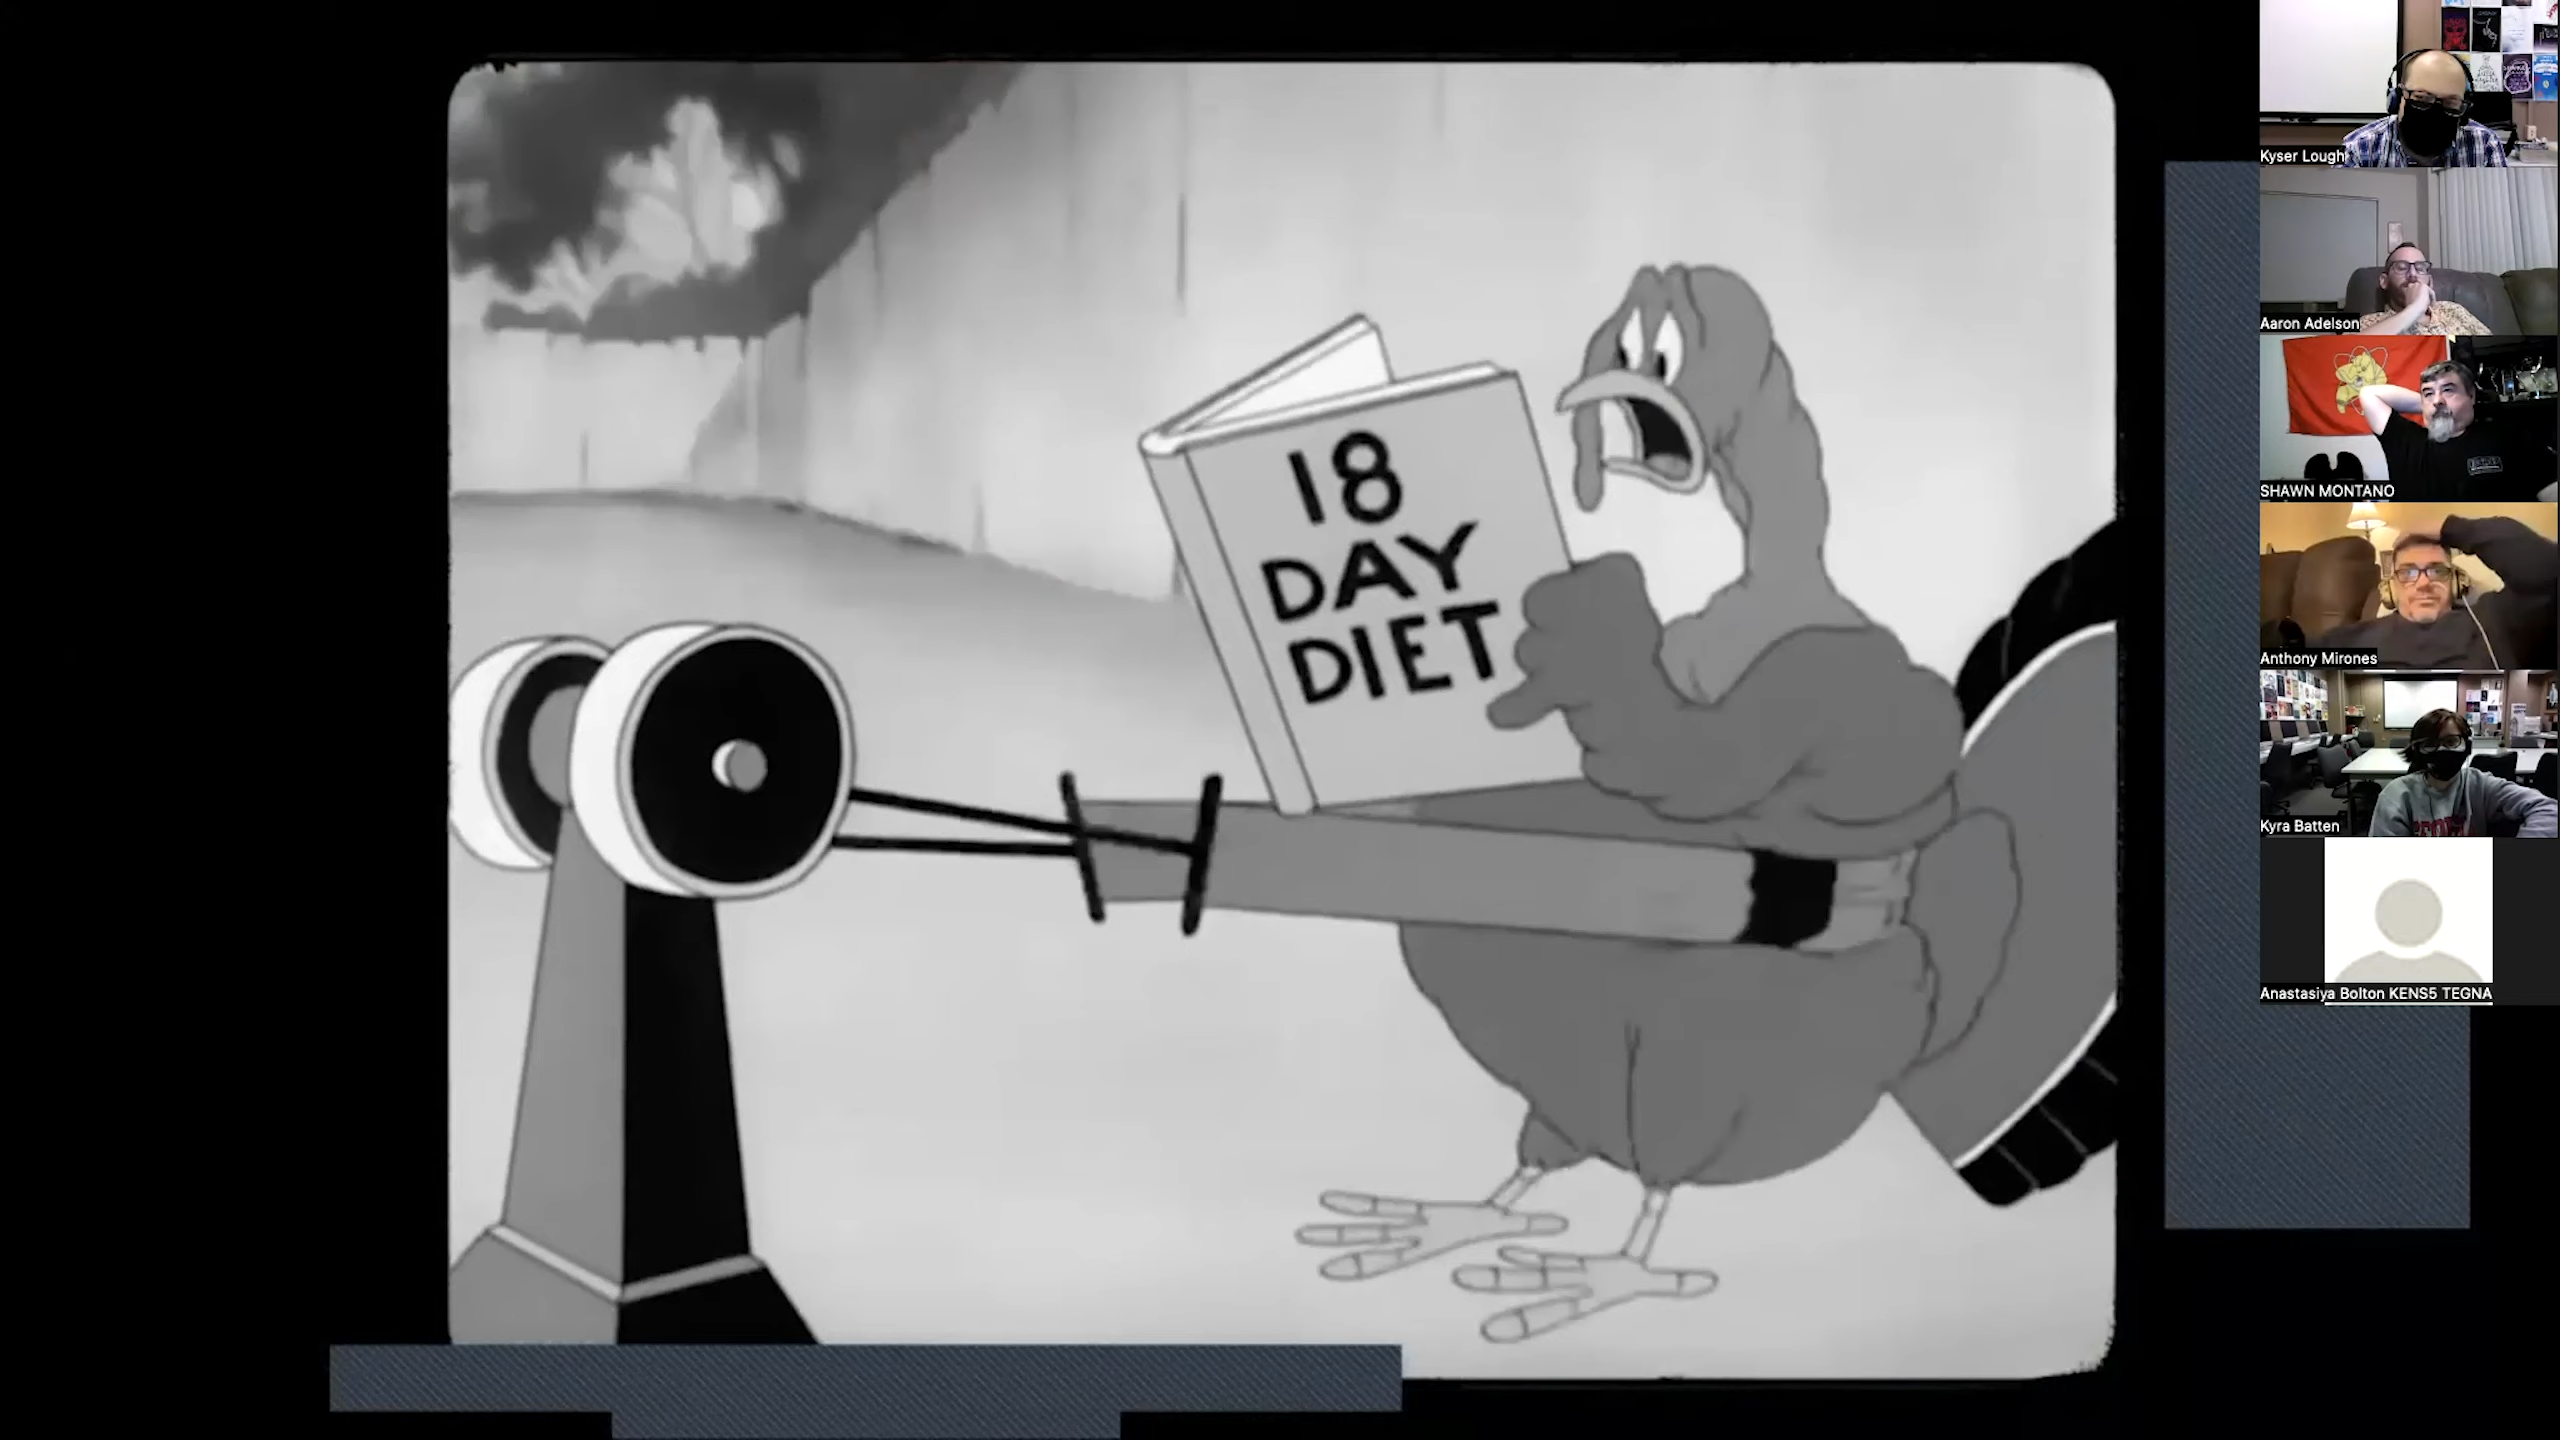 18
DAY
DIET
Kyser Lough
Aaron Adelson
SHAWN MONTANO
Anthony Mirones
Kyra Batten
Anastasiya Bolton KENS5 TEGNA